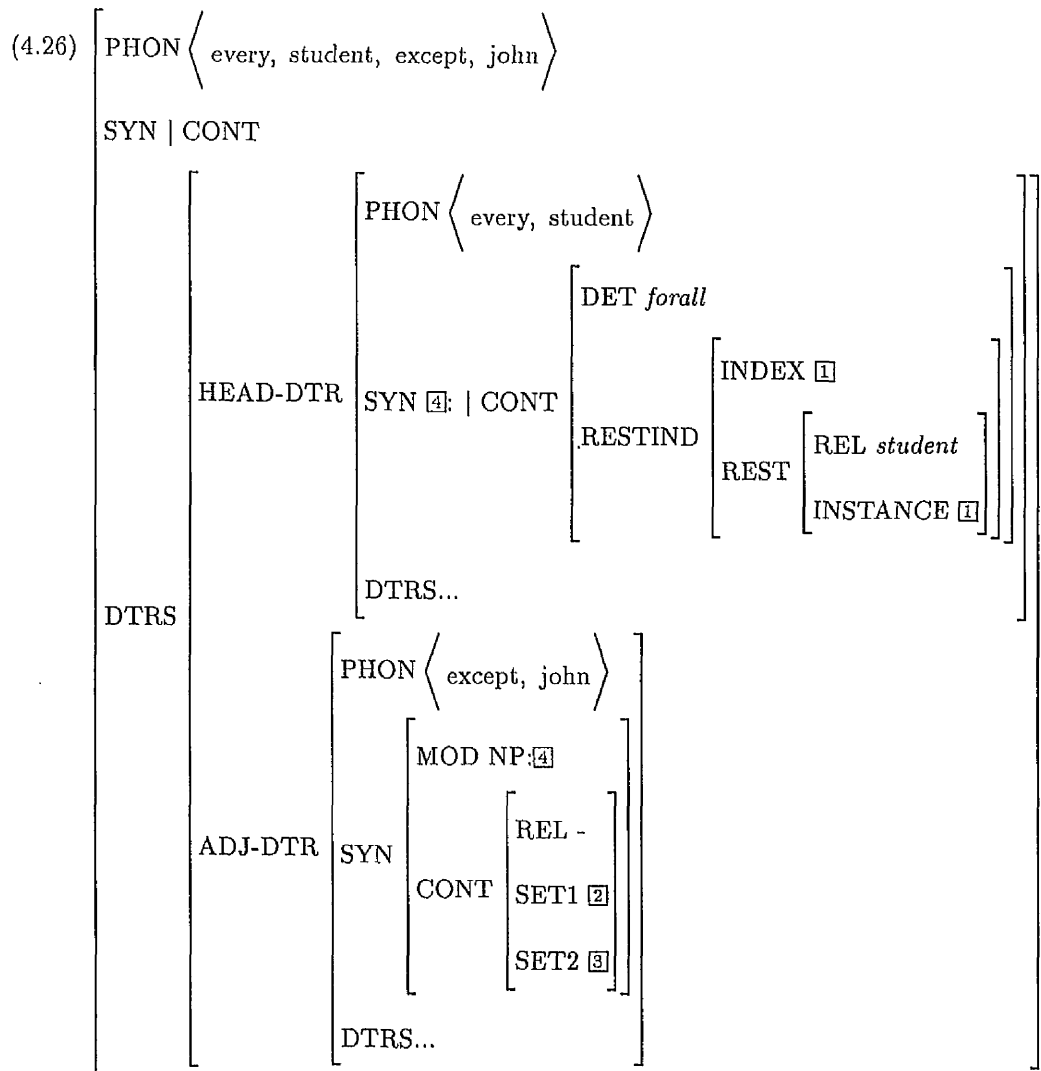 (4.26)
PHON ⟨ every, student, except, john ⟩
SYN | CONT
PHON ⟨ every, student ⟩
DET forall
INDEX [1]
HEAD-DTR SYN [4]: | CONT
RESTIND
REST
REL student
INSTANCE [1]
DTRS...
DTRS
PHON ⟨ except, john ⟩
MOD NP:[4]
REL -
ADJ-DTR SYN
CONT
SET1 [2]
SET2 [3]
DTRS...